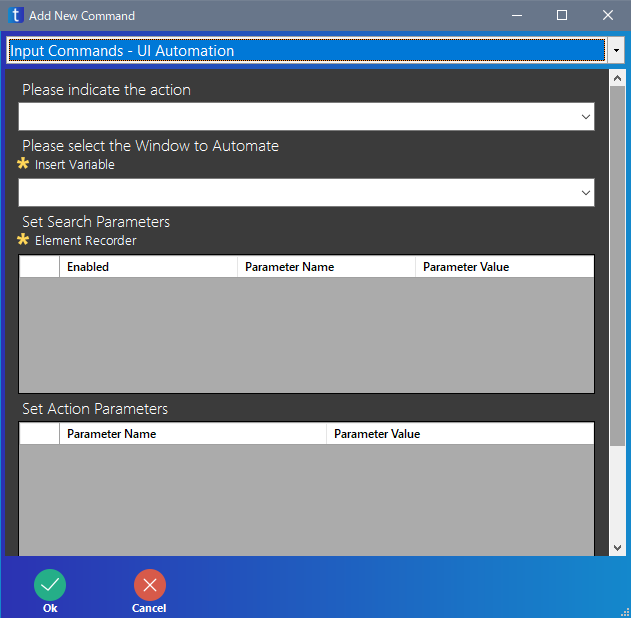 t Add New Command
Input Commands - UI Automation
Please indicate the action
Please select the Window to Automate
Insert Variable
Set Search Parameters
Element Recorder
Enabled Parameter Name Parameter Value
Set Action Parameters
Parameter Name Parameter Value
Ok Cancel